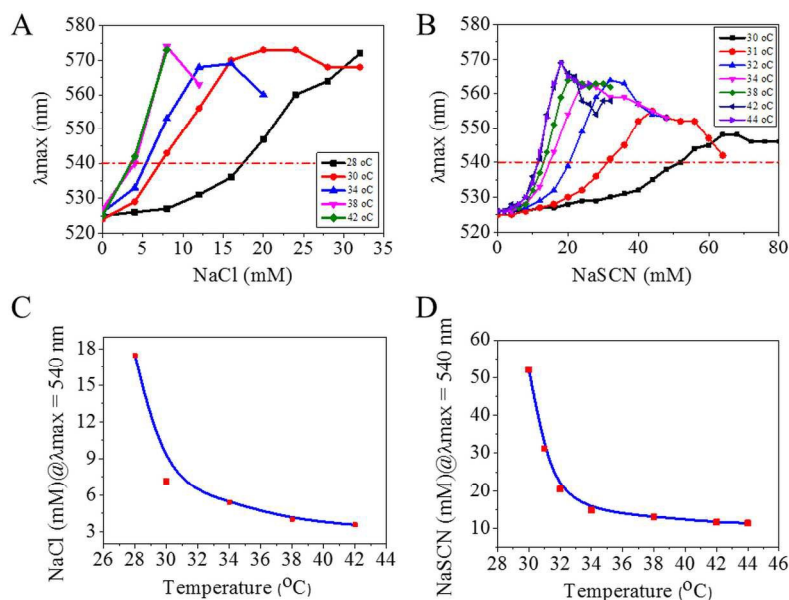 A
λmax (nm)
570
560
550
540
530
520
0 5 10 15 20 25 30 35
NaCl (mM)
28 oC
30 oC
34 oC
38 oC
42 oC
B
λmax (nm)
580
570
560
550
540
530
520
0 20 40 60 80
NaSCN (mM)
30 oC
31 oC
32 oC
34 oC
38 oC
42 oC
44 oC
C
NaCl (mM)@λmax = 540 nm
18
15
12
9
6
3
26 28 30 32 34 36 38 40 42 44
Temperature (oC)
D
NaSCN (mM)@λmax = 540 nm
60
50
40
30
20
10
28 30 32 34 36 38 40 42 44 46
Temperature (oC)